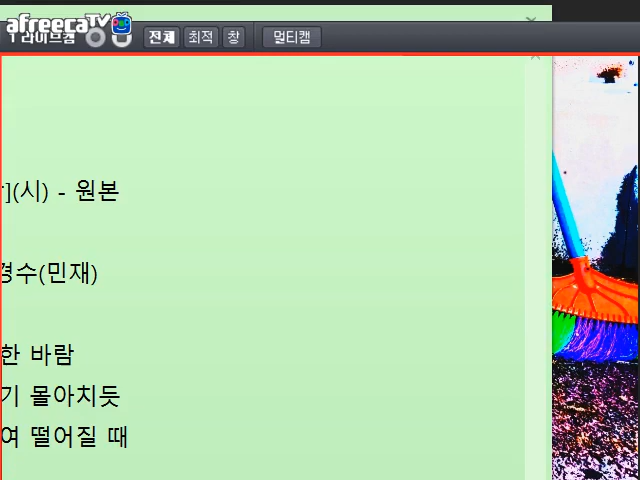 afreecaTV
라이브캠 전체 최적 창 멀티캠
](시) - 원본
경수(민재)
한 바람
기 몰아치듯
여 떨어질 때